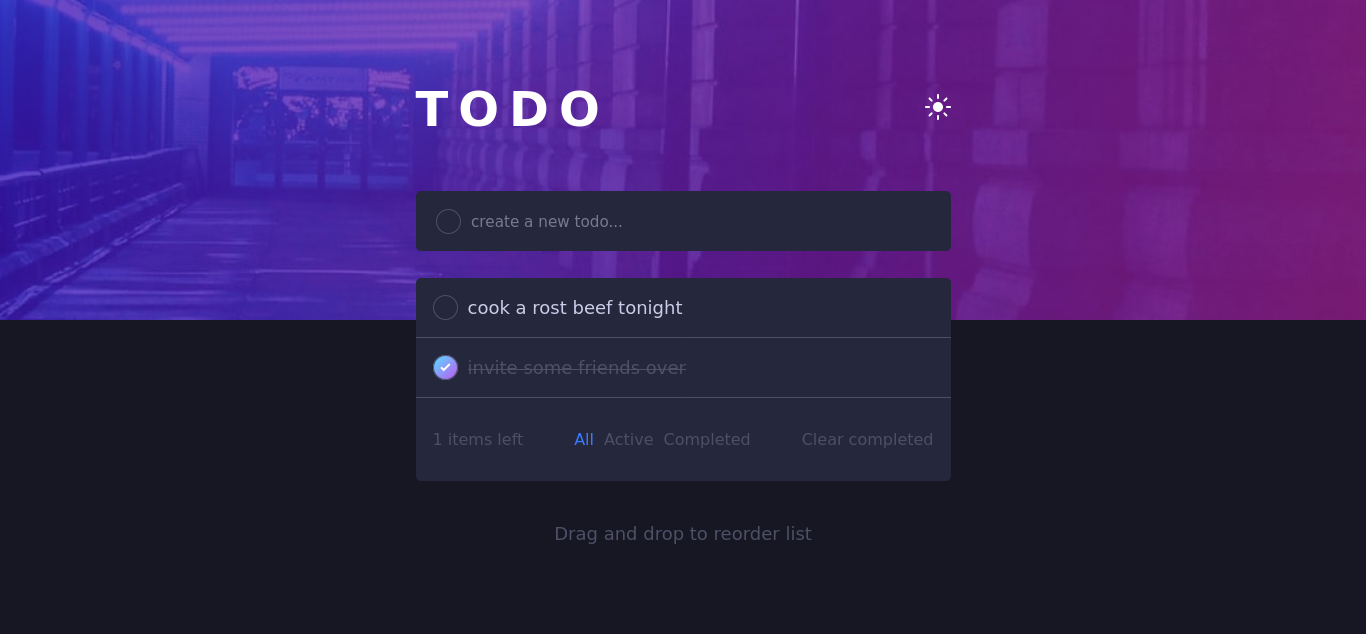 TODO
create a new todo...
cook a rost beef tonight
invite some friends over
1 items left All Active Completed Clear completed
Drag and drop to reorder list